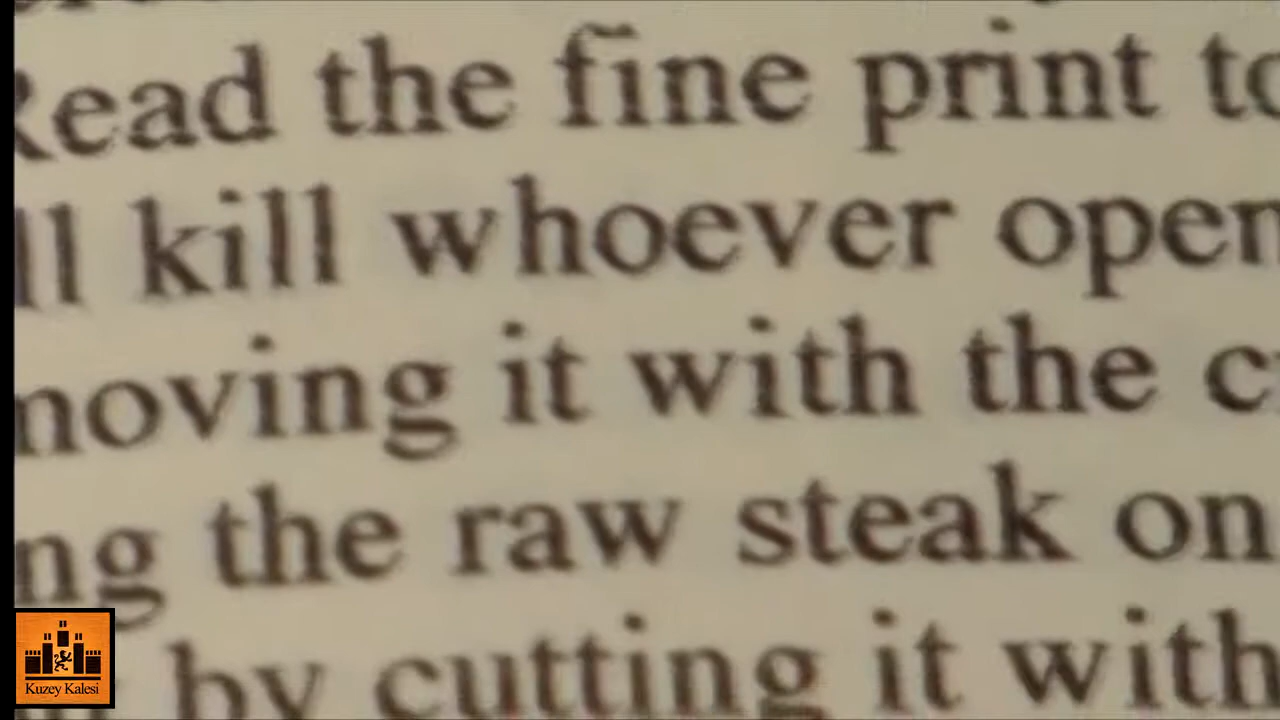 Read the fine print to
ll kill whoever open
moving it with the c
ng the raw steak on
by cutting it with
Kuzey Kalesi